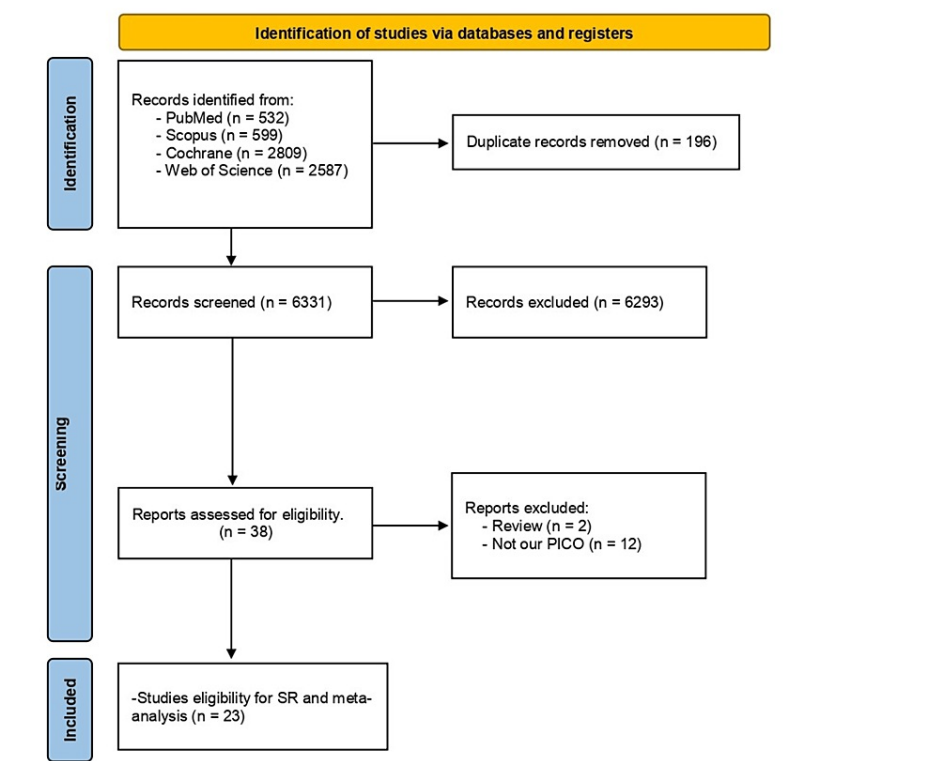 Identification of studies via databases and registers
Identification
Records identified from:
- PubMed (n = 532)
- Scopus (n = 599)
- Cochrane (n = 2809)
- Web of Science (n = 2587)
Duplicate records removed (n = 196)
Screening
Records screened (n = 6331)
Records excluded (n = 6293)
Reports assessed for eligibility.
(n = 38)
Reports excluded:
- Review (n = 2)
- Not our PICO (n = 12)
Included
-Studies eligibility for SR and meta-
analysis (n = 23)